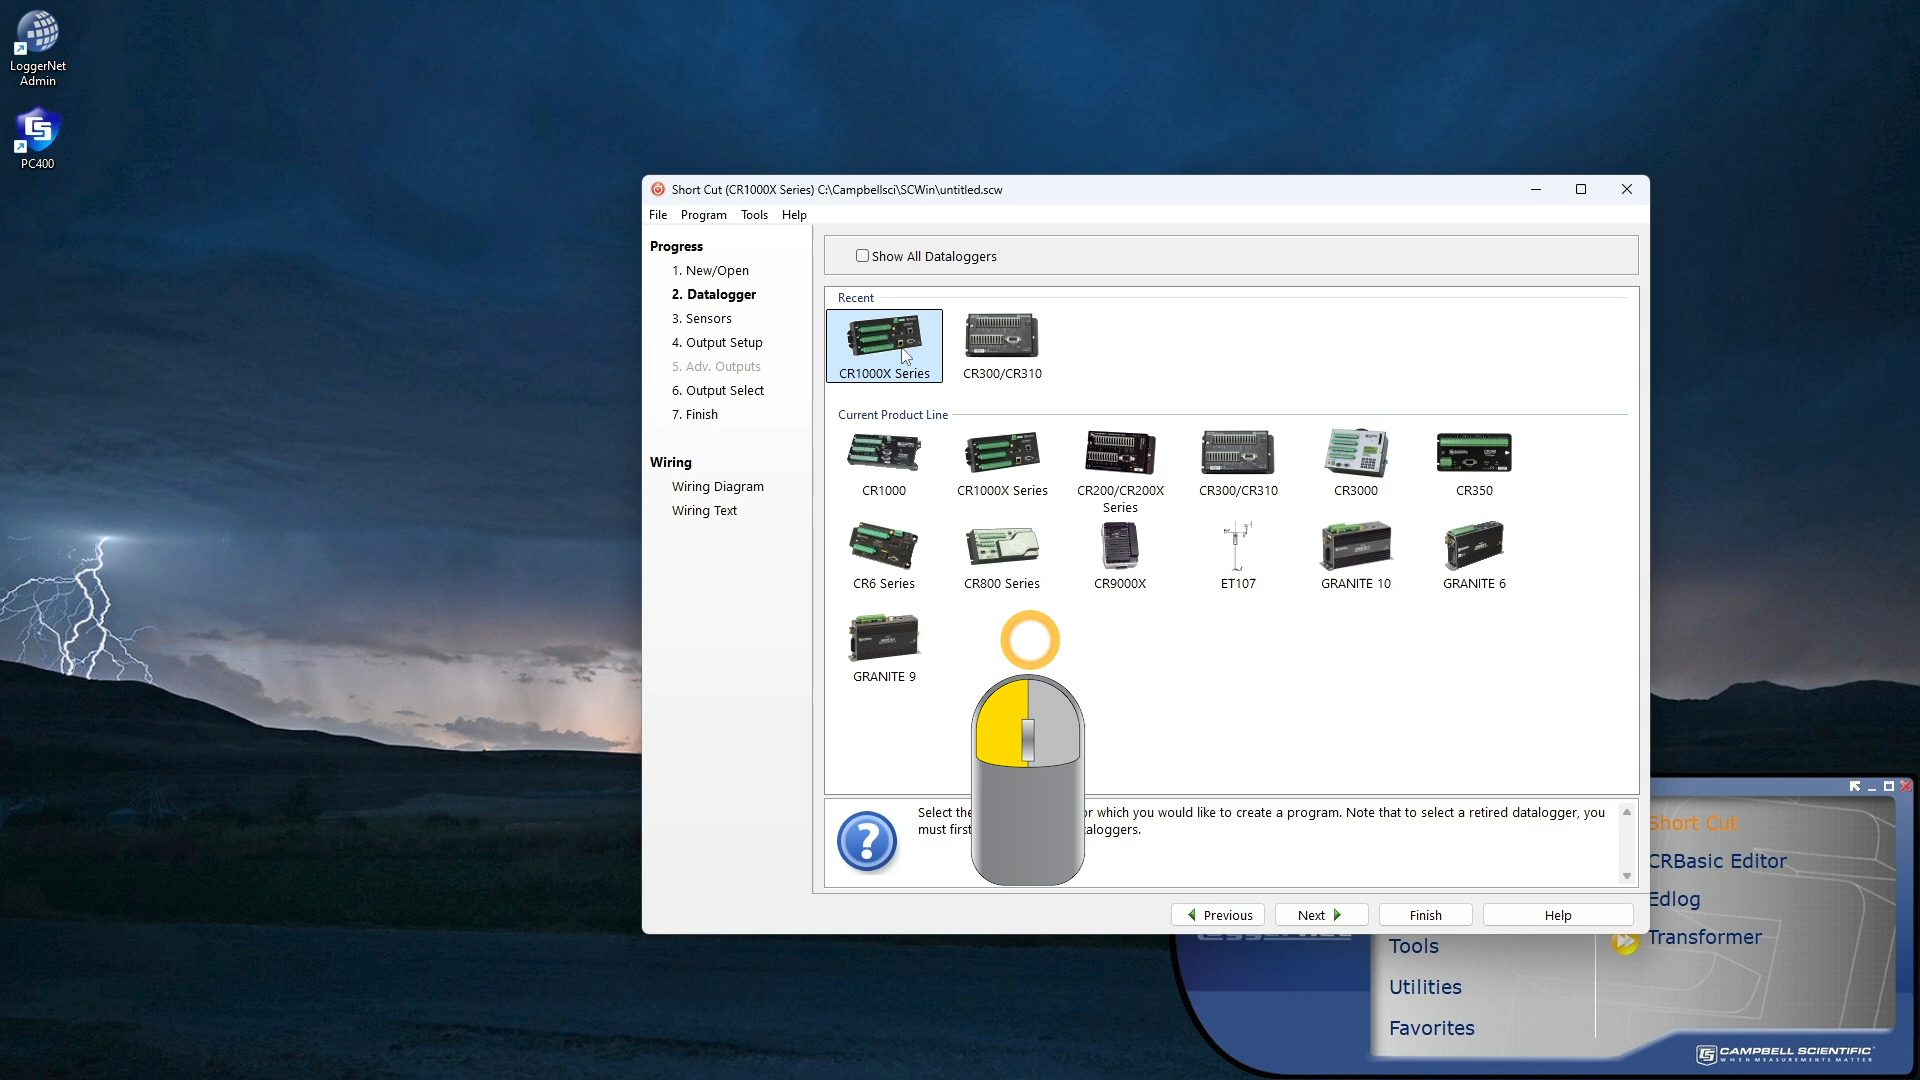 LoggerNet
Admin
PC400
Short Cut (CR1000X Series) C:\Campbellsci\SCWin\untitled.scw
File Program Tools Help
Progress
1. New/Open
2. Datalogger
3. Sensors
4. Output Setup
5. Adv. Outputs
6. Output Select
7. Finish
Wiring
Wiring Diagram
Wiring Text
Show All Dataloggers
Recent
CR1000X Series CR300/CR310
Current Product Line
CR1000 CR1000X Series CR200/CR200X CR300/CR310 CR3000 CR350
Series
CR6 Series CR800 Series CR9000X ET107 GRANITE 10 GRANITE 6
GRANITE 9
Select the or which you would like to create a program. Note that to select a retired datalogger, you
must first taloggers.
Previous Next Finish Help
Short Cut
CRBasic Editor
Edlog
Transformer
Tools
Utilities
Favorites
CAMPBELL SCIENTIFIC
WHEN MEASUREMENTS MATTER